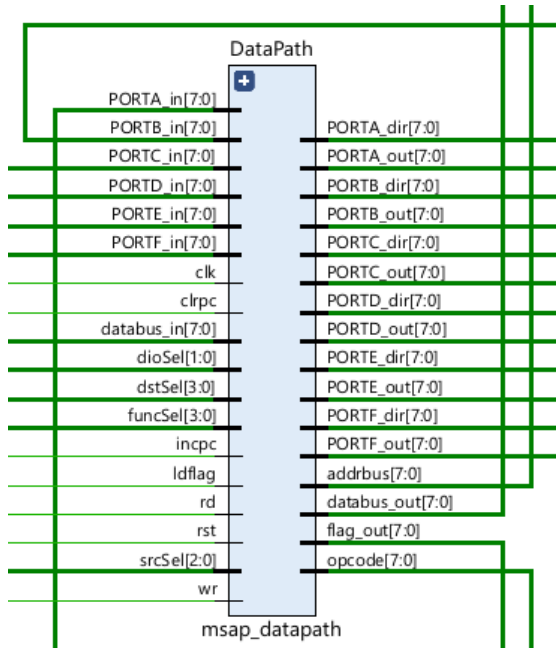 DataPath
PORTA_in[7:0]
PORTB_in[7:0]
PORTC_in[7:0]
PORTD_in[7:0]
PORTE_in[7:0]
PORTF_in[7:0]
clk
clrpc
databus_in[7:0]
dioSel[1:0]
dstSel[3:0]
funcSel[3:0]
incpc
ldflag
rd
rst
srcSel[2:0]
wr
PORTA_dir[7:0]
PORTA_out[7:0]
PORTB_dir[7:0]
PORTB_out[7:0]
PORTC_dir[7:0]
PORTC_out[7:0]
PORTD_dir[7:0]
PORTD_out[7:0]
PORTE_dir[7:0]
PORTE_out[7:0]
PORTF_dir[7:0]
PORTF_out[7:0]
addrbus[7:0]
databus_out[7:0]
flag_out[7:0]
opcode[7:0]
msap_datapath